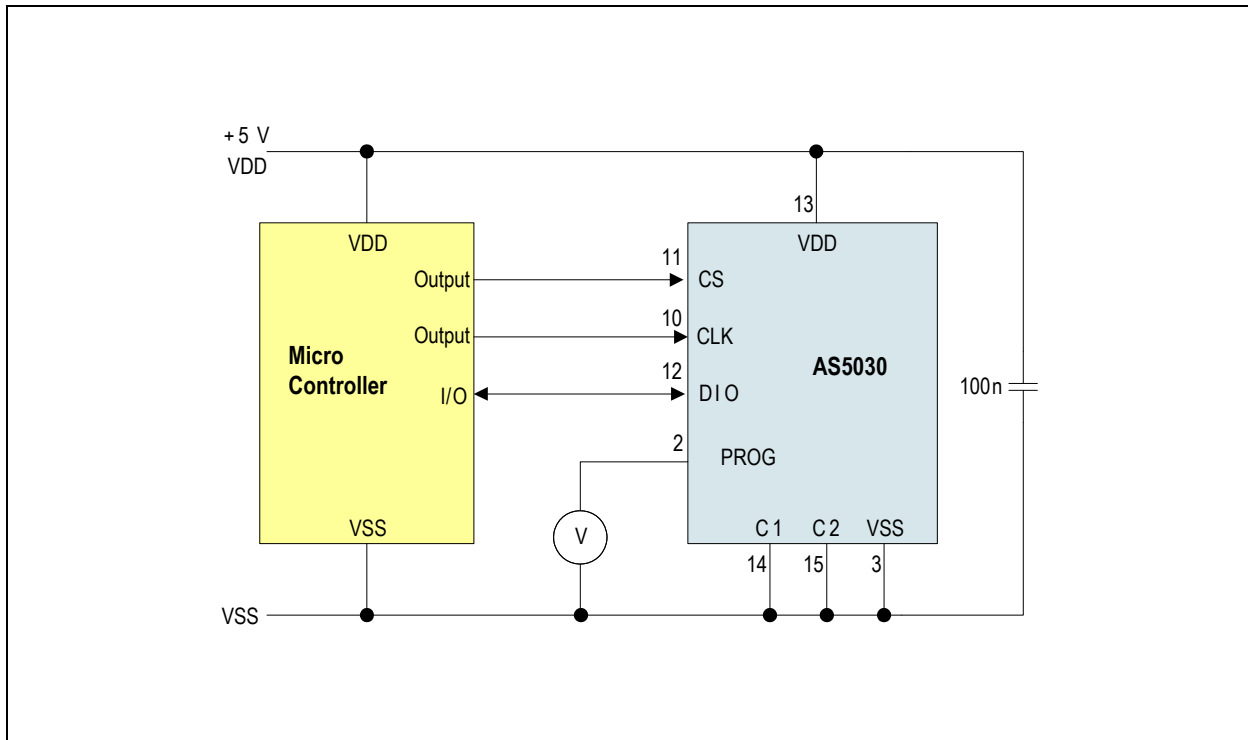 +5 V
VDD
13
VDD
VDD
11
Output
CS
10
Output
CLK
Micro
Controller
AS5030
12
I/O
DIO
100n
2
PROG
V
VSS
C1
C2
VSS
14
15
3
VSS